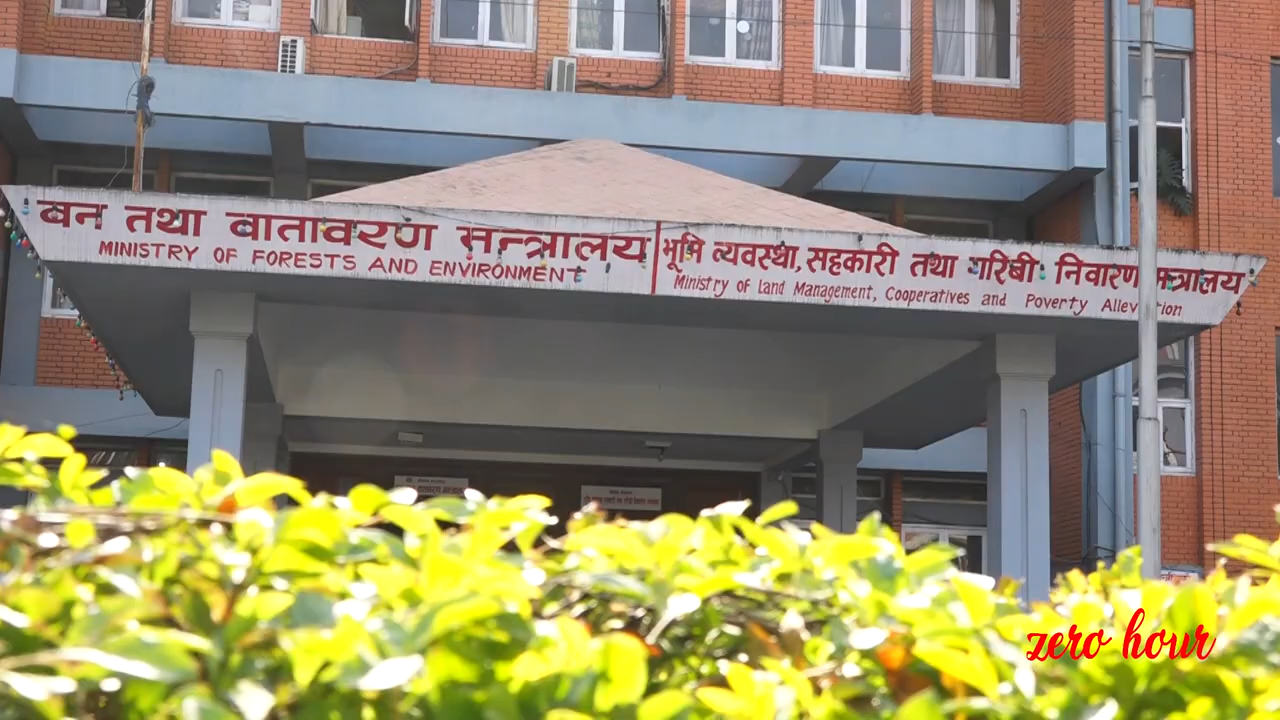 वन तथा वातावरण मन्त्रालय
MINISTRY OF FORESTS AND ENVIRONMENT
भूमि व्यवस्था, सहकारी तथा गरिबी निवारण मन्त्रालय
Ministry of Land Management, Cooperatives and Poverty Alleviation
zero hour